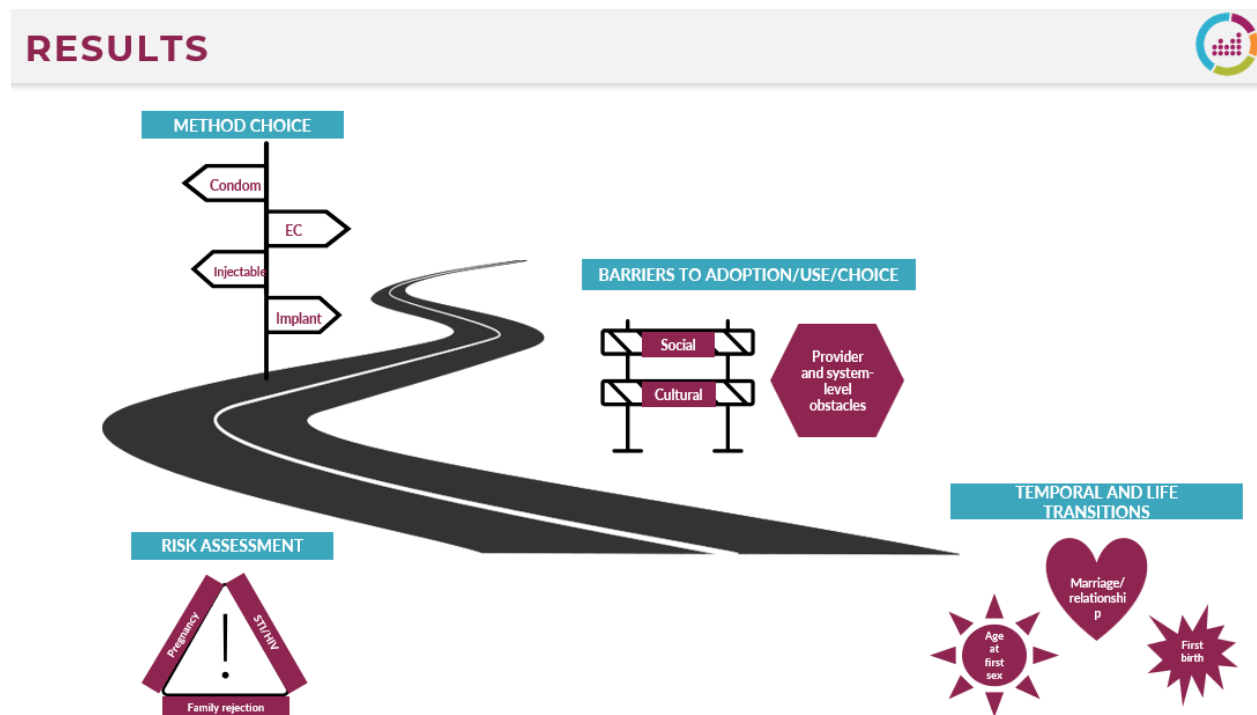 RESULTS
METHOD CHOICE
Condom
EC
Injectable
Implant
BARRIERS TO ADOPTION/USE/CHOICE
Social
Cultural
Provider
and system-
level
obstacles
TEMPORAL AND LIFE
TRANSITIONS
Marriage/
relationshi
p
Age
at
first
sex
First
birth
RISK ASSESSMENT
Pregnancy
STI/HIV
Family rejection